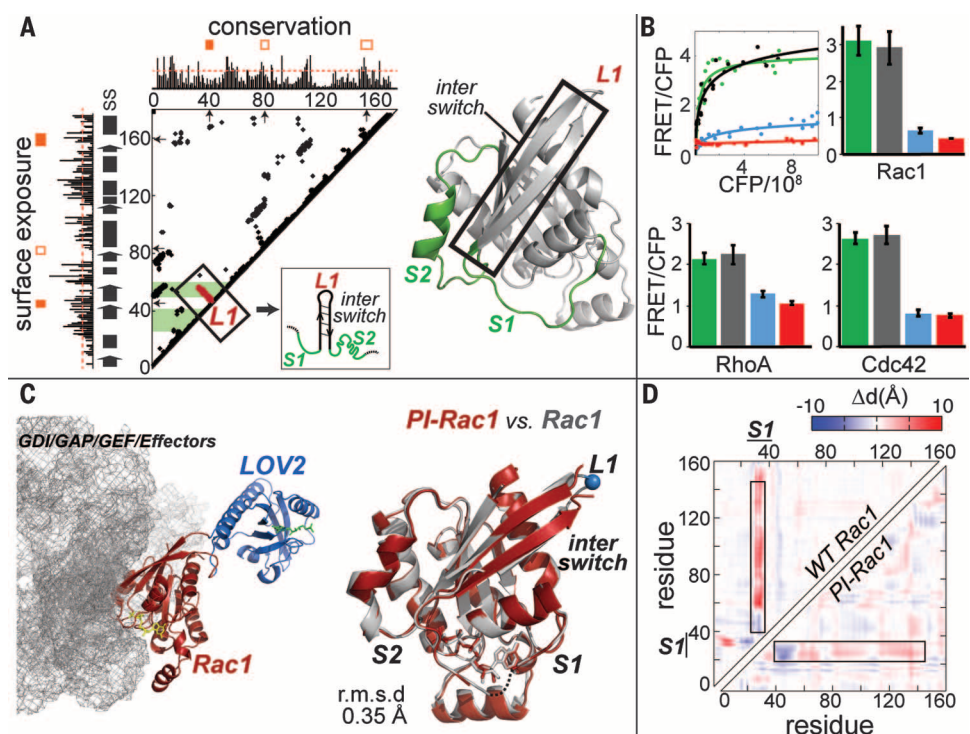 A
conservation
0 40 80 120 160
surface exposure
ss
160
120
80
40
0
L1
L1
inter
switch
S1
S2
L1
inter
switch
S2
S1
B
FRET/CFP
4
2
0
4 8
CFP/10⁸
3
2
1
0
Rac1
FRET/CFP
3
2
1
0
RhoA
3
2
1
0
Cdc42
C
GDI/GAP/GEF/Effectors
LOV2
Rac1
PI-Rac1 vs. Rac1
L1
inter
switch
S2
S1
r.m.s.d
0.35 Å
D
Δd(Å)
-10 10
S1
40 80 120 160
160
120
80
40
0
residue
S1
WT Rac1
PI-Rac1
0 40 80 120 160
residue